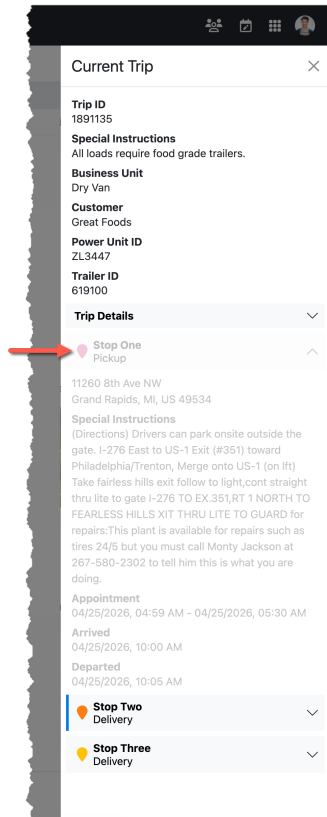 Current Trip
Trip ID
1891135
Special Instructions
All loads require food grade trailers.
Business Unit
Dry Van
Customer
Great Foods
Power Unit ID
ZL3447
Trailer ID
619100
Trip Details
Stop One
Pickup
11260 8th Ave NW
Grand Rapids, MI, US 49534
Special Instructions
(Directions) Drivers can park onsite outside the
gate. I-276 East to US-1 Exit (#351) toward
Philadelphia/Trenton, Merge onto US-1 (on lft)
Take fairless hills exit follow to light,cont straight
thru lite to gate I-276 TO EX.351,RT 1 NORTH TO
FEARLESS HILLS XIT THRU LITE TO GUARD for
repairs:This plant is available for repairs such as
tires 24/5 but you must call Monty Jackson at
267-580-2302 to tell him this is what you are
doing.
Appointment
04/25/2026, 04:59 AM - 04/25/2026, 05:30 AM
Arrived
04/25/2026, 10:00 AM
Departed
04/25/2026, 10:05 AM
Stop Two
Delivery
Stop Three
Delivery